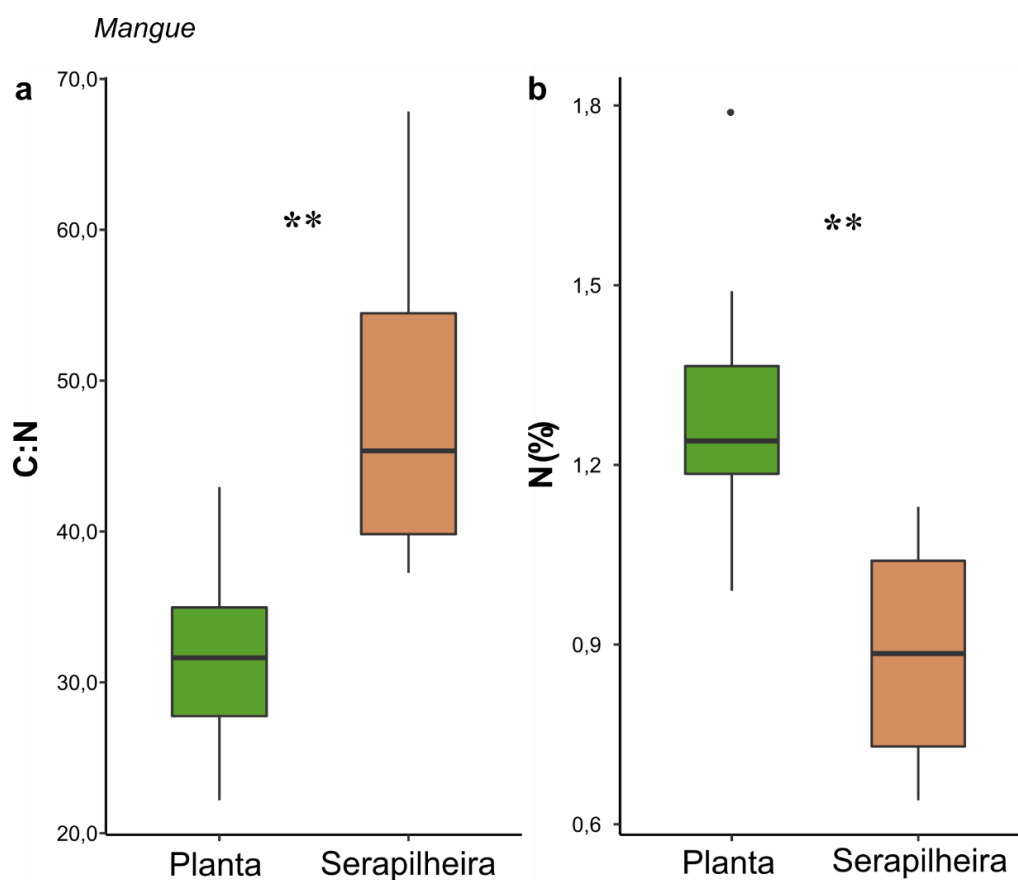 Mangue
a
70,0
60,0
50,0
40,0
30,0
20,0
C:N
**
Planta
Serapilheira
b
1,8
1,5
1,2
0,9
0,6
N(%)
**
Planta
Serapilheira